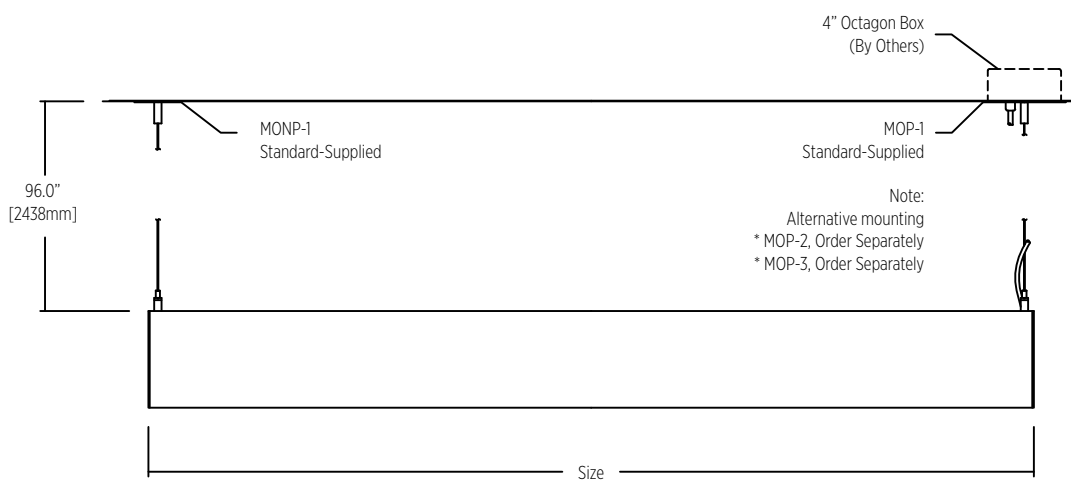 4” Octagon Box
(By Others)
MONP-1
Standard-Supplied
MOP-1
Standard-Supplied
96.0”
[2438mm]
Note:
Alternative mounting
* MOP-2, Order Separately
* MOP-3, Order Separately
Size